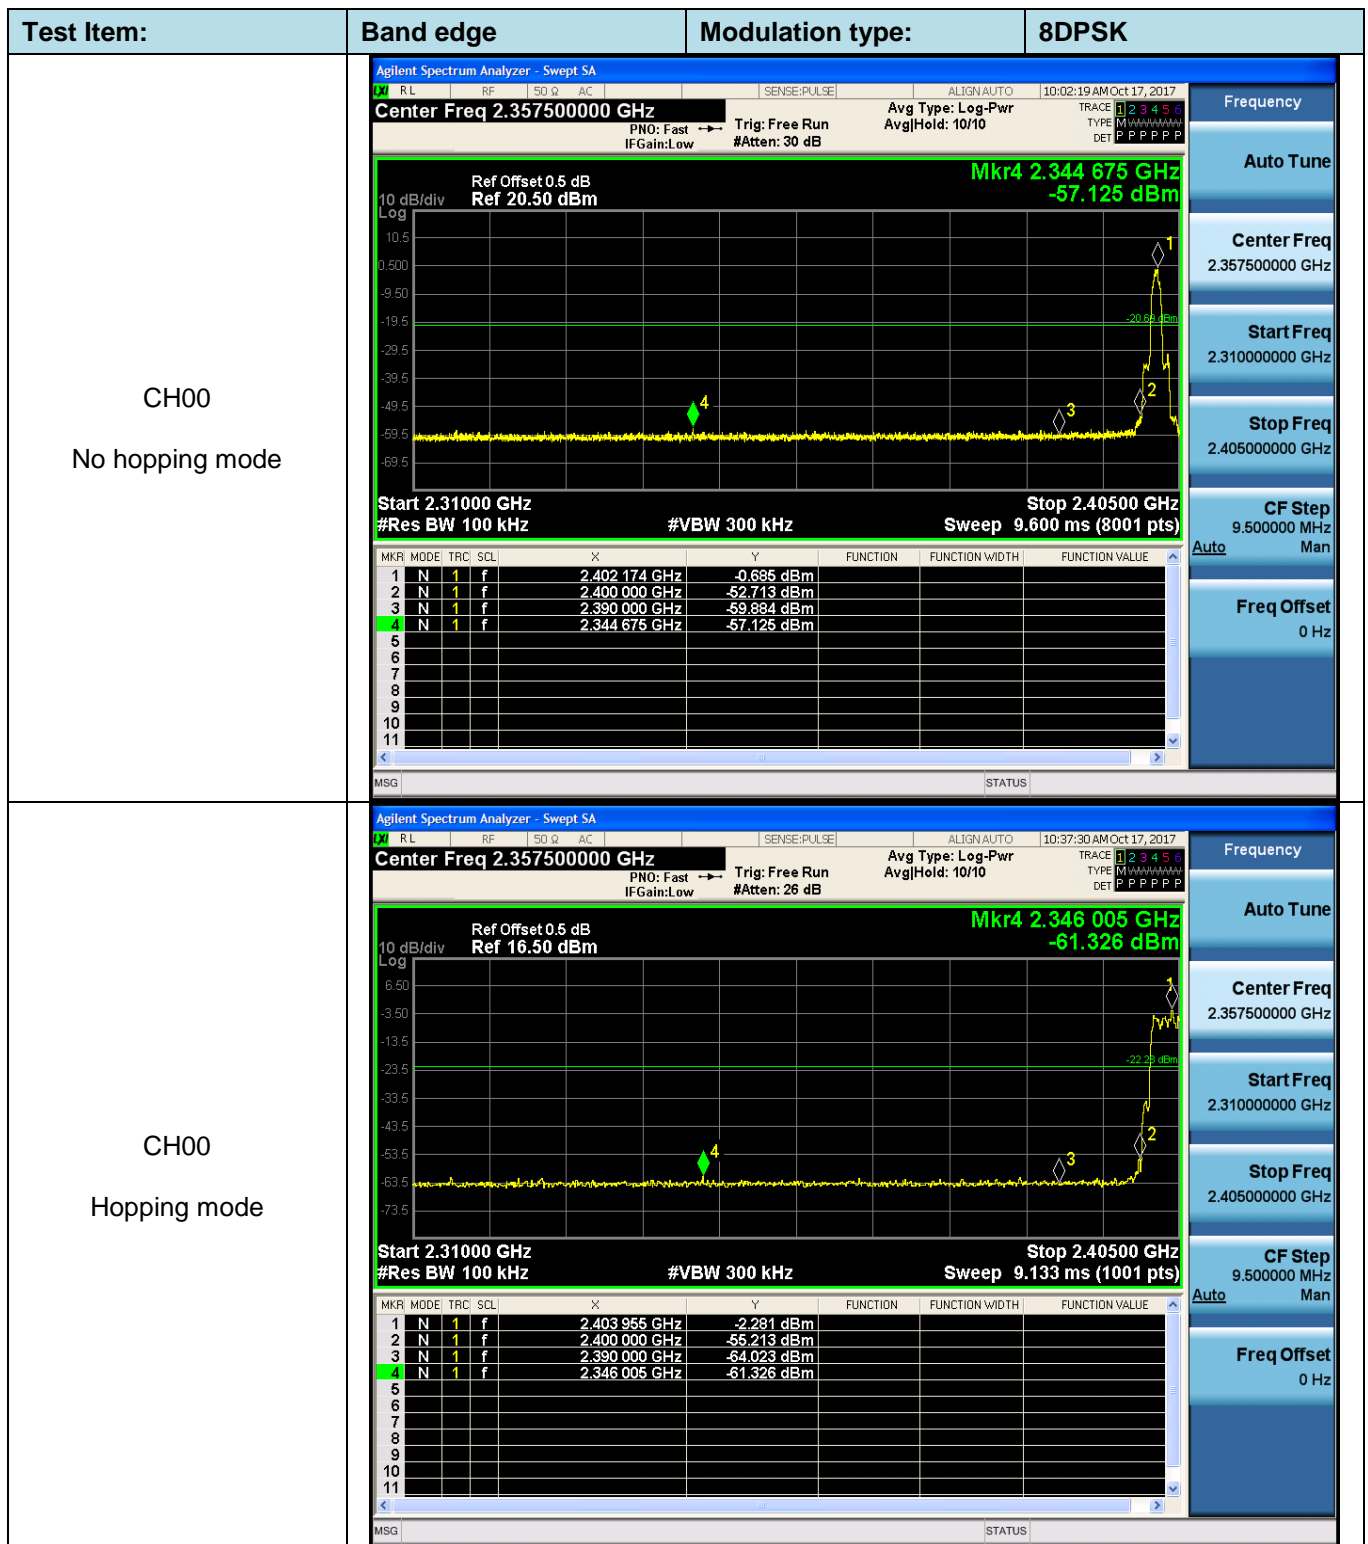 Test Item: Band edge Modulation type: 8DPSK
CH00
No hopping mode
Agilent Spectrum Analyzer - Swept SA
LXI RL RF 50 Ω AC SENSE:PULSE ALIGN AUTO 10:02:19 AM Oct 17, 2017
Center Freq 2.357500000 GHz
PNO: Fast
IFGain:Low
Trig: Free Run
#Atten: 30 dB
Avg Type: Log-Pwr
Avg|Hold: 10/10
TRACE 1 2 3 4 5 6
TYPE M WWWWW
DET P P P P P P
Mkr4 2.344 675 GHz
-57.125 dBm
Ref Offset 0.5 dB
10 dB/div Ref 20.50 dBm
Log
10.5
0.500
-9.50
-19.5
-29.5
-39.5
-49.5
-59.5
-69.5
1
-20.69 dBm
2
3
4
Start 2.31000 GHz Stop 2.40500 GHz
#Res BW 100 kHz #VBW 300 kHz Sweep 9.600 ms (8001 pts)
MKR MODE TRC SCL X Y FUNCTION FUNCTION WIDTH FUNCTION VALUE
1 N 1 f 2.402 174 GHz -0.685 dBm
2 N 1 f 2.400 000 GHz -52.713 dBm
3 N 1 f 2.390 000 GHz -59.884 dBm
4 N 1 f 2.344 675 GHz -57.125 dBm
5
6
7
8
9
10
11
MSG STATUS
Frequency
Auto Tune
Center Freq
2.357500000 GHz
Start Freq
2.310000000 GHz
Stop Freq
2.405000000 GHz
CF Step
9.500000 MHz
Auto Man
Freq Offset
0 Hz
CH00
Hopping mode
Agilent Spectrum Analyzer - Swept SA
LXI RL RF 50 Ω AC SENSE:PULSE ALIGN AUTO 10:37:30 AM Oct 17, 2017
Center Freq 2.357500000 GHz
PNO: Fast
IFGain:Low
Trig: Free Run
#Atten: 26 dB
Avg Type: Log-Pwr
Avg|Hold: 10/10
TRACE 1 2 3 4 5 6
TYPE M WWWWW
DET P P P P P P
Mkr4 2.346 005 GHz
-61.326 dBm
Ref Offset 0.5 dB
10 dB/div Ref 16.50 dBm
Log
6.50
-3.50
-13.5
-23.5
-33.5
-43.5
-53.5
-63.5
-73.5
1
-22.28 dBm
2
3
4
Start 2.31000 GHz Stop 2.40500 GHz
#Res BW 100 kHz #VBW 300 kHz Sweep 9.133 ms (1001 pts)
MKR MODE TRC SCL X Y FUNCTION FUNCTION WIDTH FUNCTION VALUE
1 N 1 f 2.403 955 GHz -2.281 dBm
2 N 1 f 2.400 000 GHz -55.213 dBm
3 N 1 f 2.390 000 GHz -64.023 dBm
4 N 1 f 2.346 005 GHz -61.326 dBm
5
6
7
8
9
10
11
MSG STATUS
Frequency
Auto Tune
Center Freq
2.357500000 GHz
Start Freq
2.310000000 GHz
Stop Freq
2.405000000 GHz
CF Step
9.500000 MHz
Auto Man
Freq Offset
0 Hz